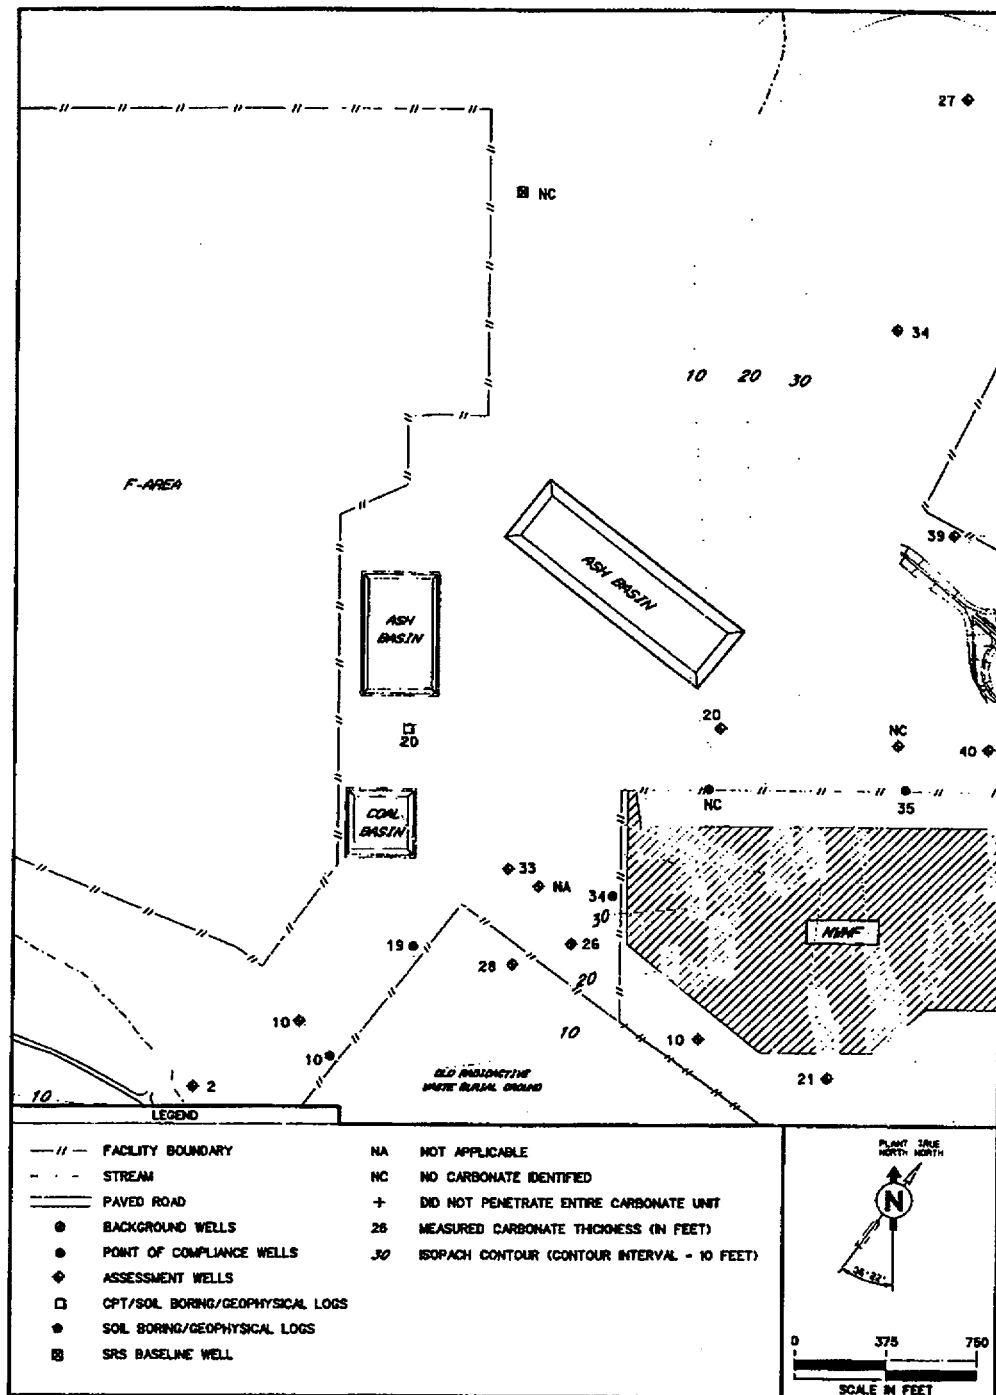 27
NC
34
10 20 30
F-AREA
39
ASH BASIN
ASH
BASIN
20
20
NC
40
COAL
BASIN
NC
35
33
NA
34
30
NWMF
19
26
28
20
10
10
10
10
OLD RADIOACTIVE
WASTE BURIAL GROUND
2
21
10
LEGEND
FACILITY BOUNDARY
STREAM
PAVED ROAD
BACKGROUND WELLS
POINT OF COMPLIANCE WELLS
ASSESSMENT WELLS
CPT/SOIL BORING/GEOPHYSICAL LOGS
SOIL BORING/GEOPHYSICAL LOGS
SRS BASELINE WELL
NA NOT APPLICABLE
NC NO CARBONATE IDENTIFIED
+ DID NOT PENETRATE ENTIRE CARBONATE UNIT
26 MEASURED CARBONATE THICKNESS (IN FEET)
30 ISOPACH CONTOUR (CONTOUR INTERVAL - 10 FEET)
PLANT TRUE
NORTH NORTH
N
36°22'
0 375 750
SCALE IN FEET